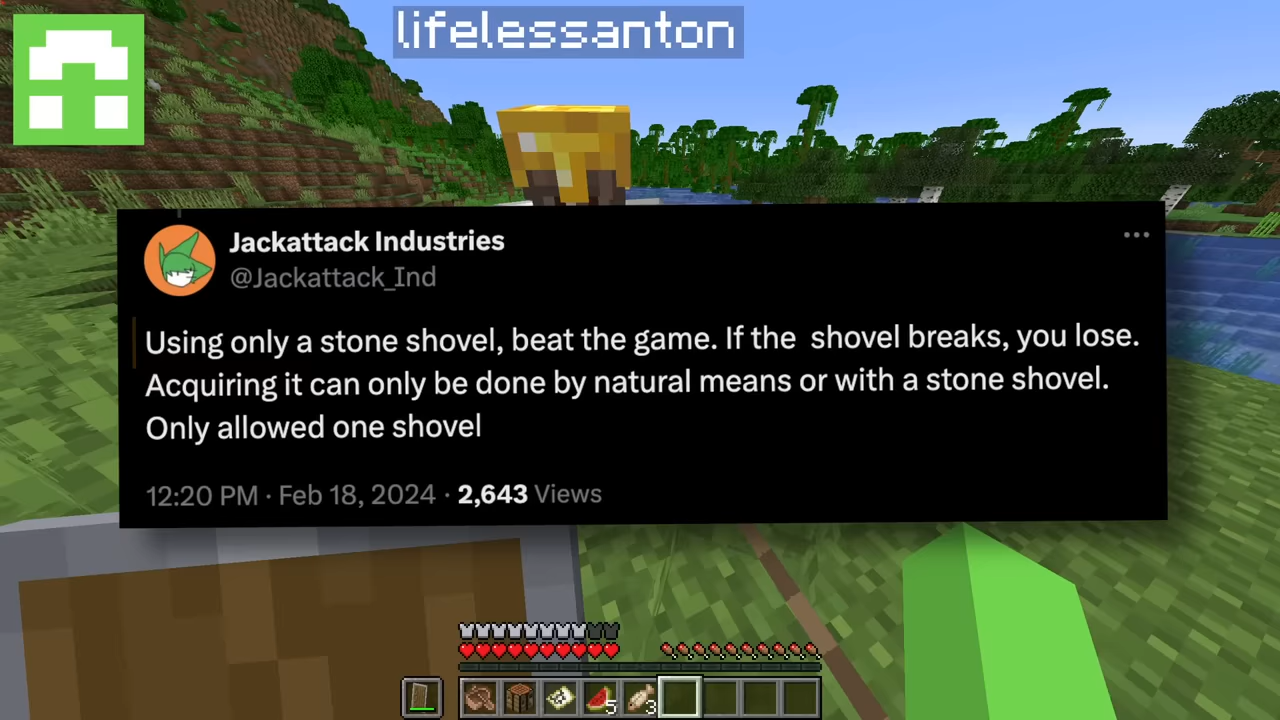 lifelessanton
Jackattack Industries
@Jackattack_Ind
Using only a stone shovel, beat the game. If the  shovel breaks, you lose.
Acquiring it can only be done by natural means or with a stone shovel.
Only allowed one shovel
12:20 PM · Feb 18, 2024 · 2,643 Views
5
3